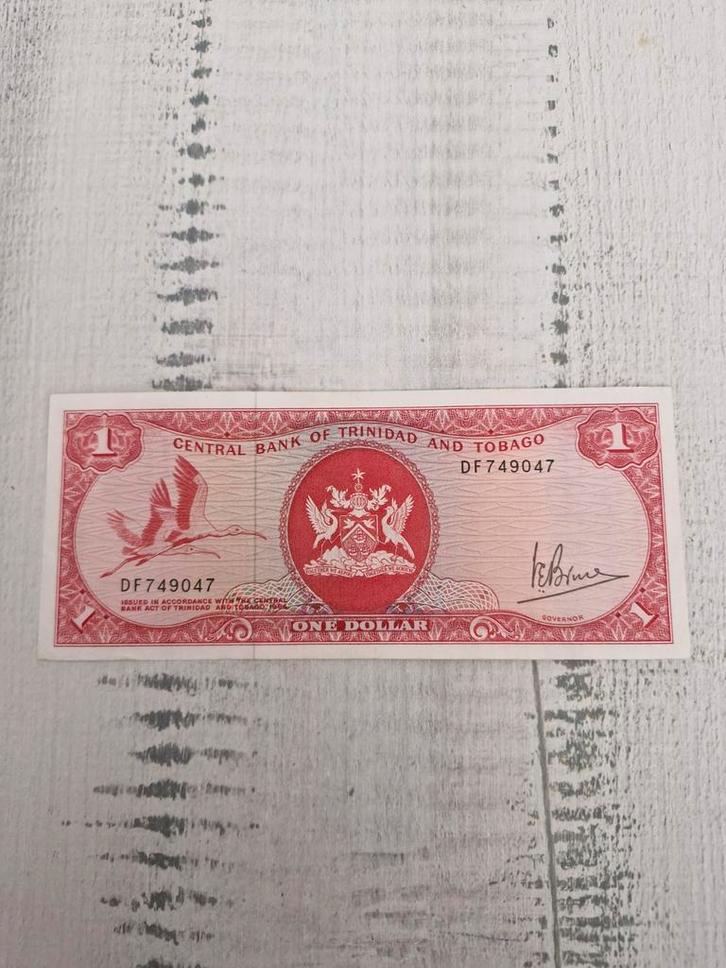 1
CENTRAL BANK OF TRINIDAD AND TOBAGO
1
DF749047
DF749047
ISSUED IN ACCORDANCE WITH THE CENTRAL
BANK ACT OF TRINIDAD AND TOBAGO, 1964
GOVERNOR
1
ONE DOLLAR
1